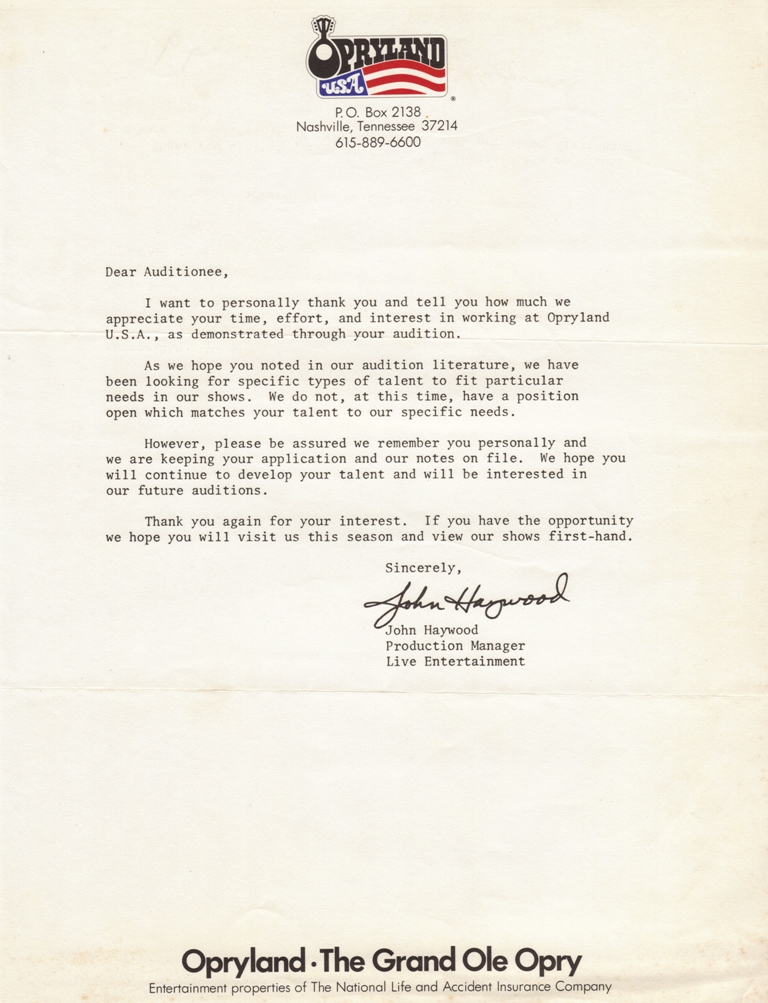 OPRYLAND
USA
®
P.O. Box 2138
Nashville, Tennessee 37214
615-889-6600
Dear Auditionee,
I want to personally thank you and tell you how much we
appreciate your time, effort, and interest in working at Opryland
U.S.A., as demonstrated through your audition.
As we hope you noted in our audition literature, we have
been looking for specific types of talent to fit particular
needs in our shows. We do not, at this time, have a position
open which matches your talent to our specific needs.
However, please be assured we remember you personally and
we are keeping your application and our notes on file. We hope you
will continue to develop your talent and will be interested in
our future auditions.
Thank you again for your interest. If you have the opportunity
we hope you will visit us this season and view our shows first-hand.
Sincerely,
John Haywood
John Haywood
Production Manager
Live Entertainment
Opryland·The Grand Ole Opry
Entertainment properties of The National Life and Accident Insurance Company